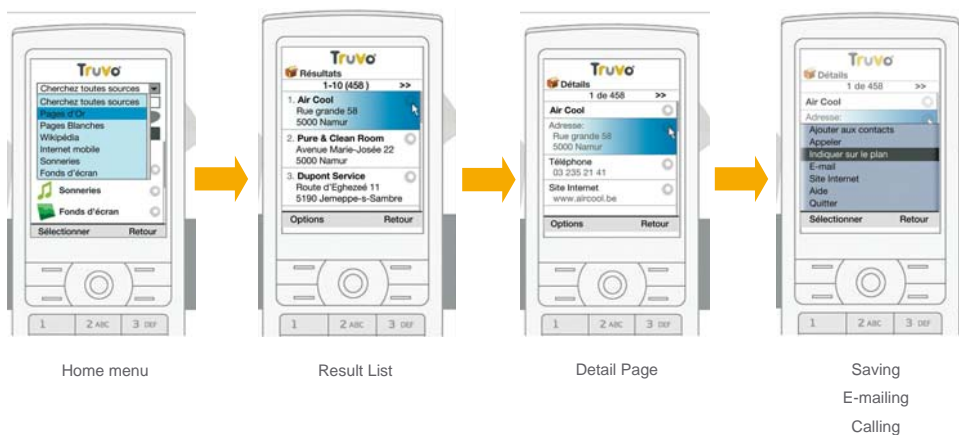 Truvo
Cherchez toutes sources
Cherchez toutes sources
Pages d'Or
Pages Blanches
Wikipédia
Internet mobile
Sonneries
Fonds d'écran
Sonneries
Fonds d'écran
Sélectionner Retour
1 2 ABC 3 DEF
Home menu
Truvo
Résultats
1-10 (458 ) >>
1. Air Cool
Rue grande 58
5000 Namur
2. Pure & Clean Room
Avenue Marie-Josée 22
5000 Namur
3. Dupont Service
Route d'Eghezeé 11
5190 Jemeppe-s-Sambre
Options Retour
1 2 ABC 3 DEF
Result List
Truvo
Détails
1 de 458 >>
Air Cool
Adresse:
Rue grande 58
5000 Namur
Téléphone
03 235 21 41
Site Internet
www.aircool.be
Options Retour
1 2 ABC 3 DEF
Detail Page
Truvo
Détails
1 de 458 >>
Air Cool
Adresse:
Ajouter aux contacts
Appeler
Indiquer sur le plan
E-mail
Site Internet
Aide
Quitter
Sélectionner Retour
1 2 ABC 3 DEF
Saving
E-mailing
Calling